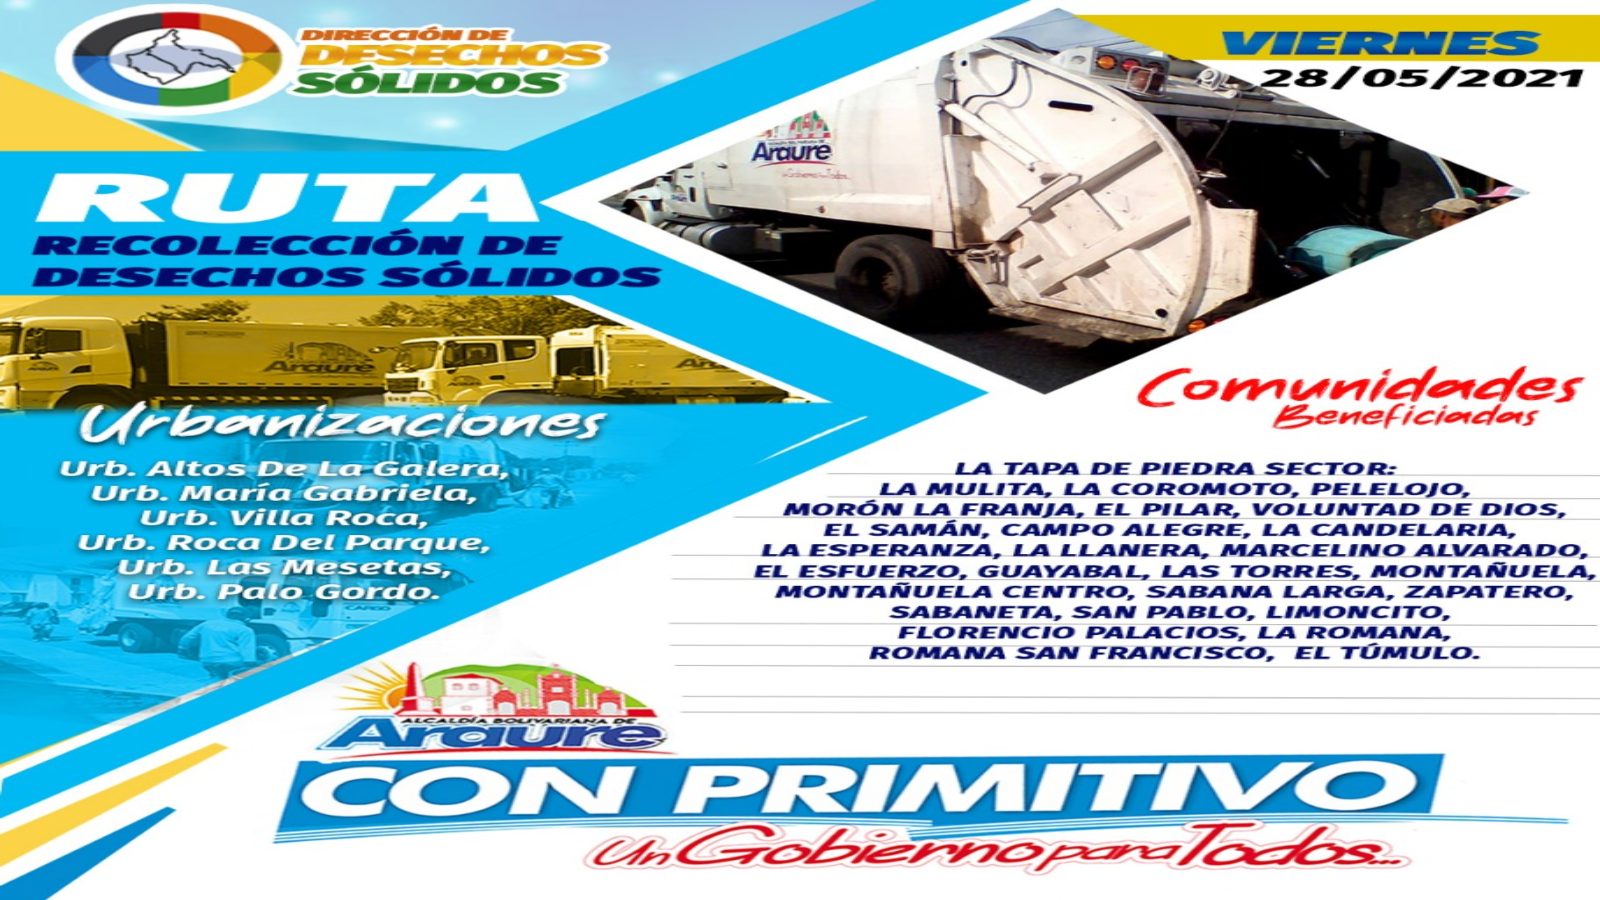 DIRECCIÓN DE
DESECHOS
SÓLIDOS
VIERNES
28/05/2021
RUTA
RECOLECCIÓN DE
DESECHOS SÓLIDOS
Araure
Araure
Urbanizaciones
Urb. Altos De La Galera,
Urb. María Gabriela,
Urb. Villa Roca,
Urb. Roca Del Parque,
Urb. Las Mesetas,
Urb. Palo Gordo.
Comunidades
Beneficiadas
LA TAPA DE PIEDRA SECTOR:
LA MULITA, LA COROMOTO, PELELOJO,
MORÓN LA FRANJA, EL PILAR, VOLUNTAD DE DIOS,
EL SAMÁN, CAMPO ALEGRE, LA CANDELARIA,
LA ESPERANZA, LA LLANERA, MARCELINO ALVARADO,
EL ESFUERZO, GUAYABAL, LAS TORRES, MONTAÑUELA,
MONTAÑUELA CENTRO, SABANA LARGA, ZAPATERO,
SABANETA, SAN PABLO, LIMONCITO,
FLORENCIO PALACIOS, LA ROMANA,
ROMANA SAN FRANCISCO, EL TÚMULO.
ALCALDÍA BOLIVARIANA DE
Araure
CON PRIMITIVO
Un Gobierno para Todos...